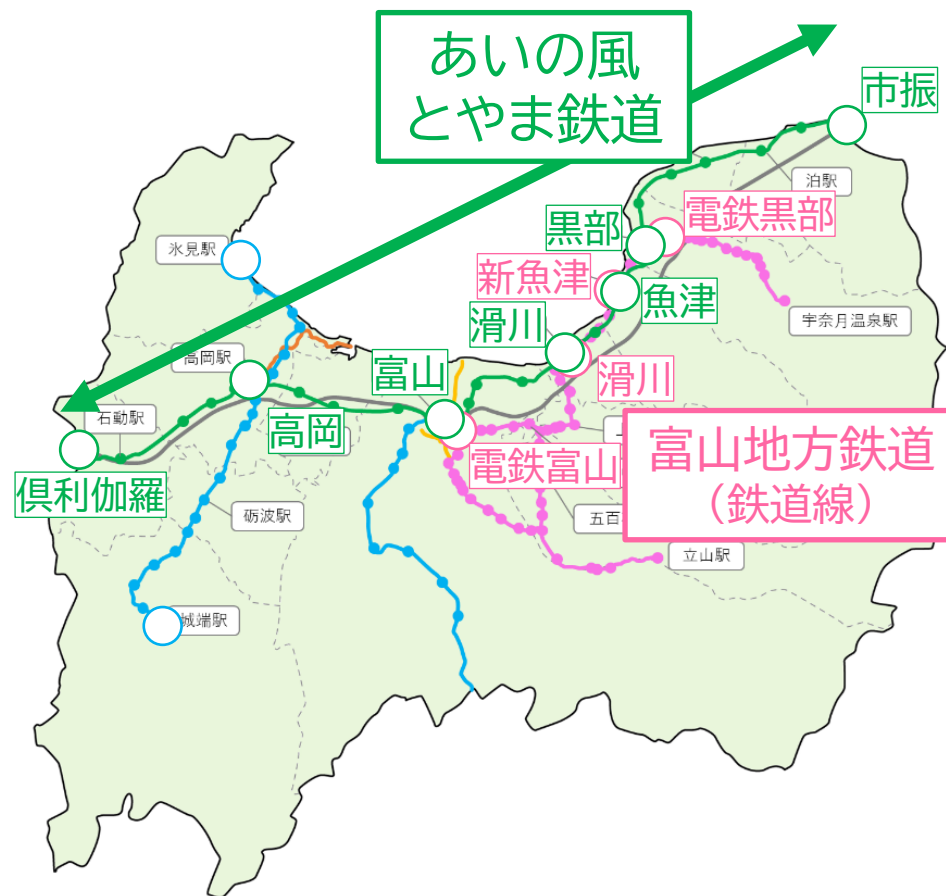 あいの風
とやま鉄道
市振
泊駅
電鉄黒部
黒部
氷見駅
新魚津
魚津
宇奈月温泉駅
滑川
高岡駅
富山
滑川
石動駅
高岡
富山地方鉄道
電鉄富山
（鉄道線）
倶利伽羅
砺波駅
五百
立山駅
城端駅